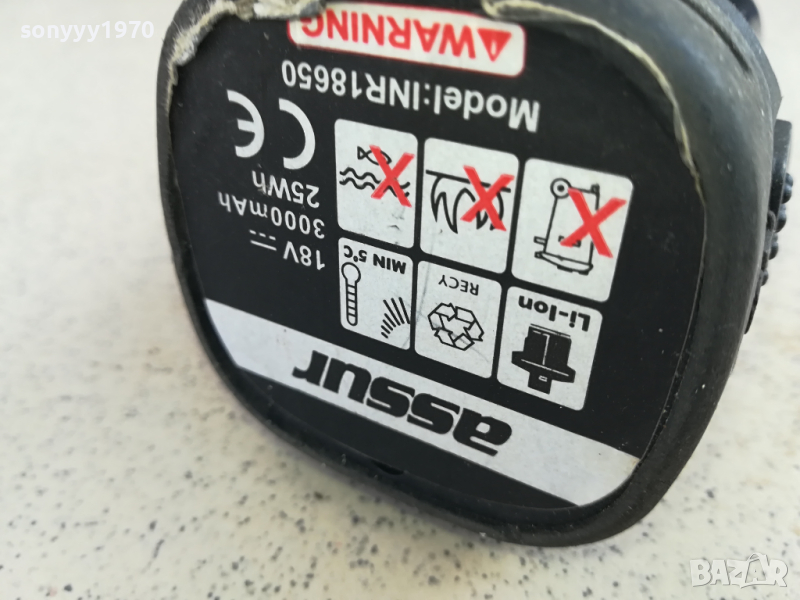 sonyyy1970
assur
Li-Ion
RECY
MIN 5°C
18V
3000mAh
25Wh
CE
Model:INR18650
WARNING
BAZAR